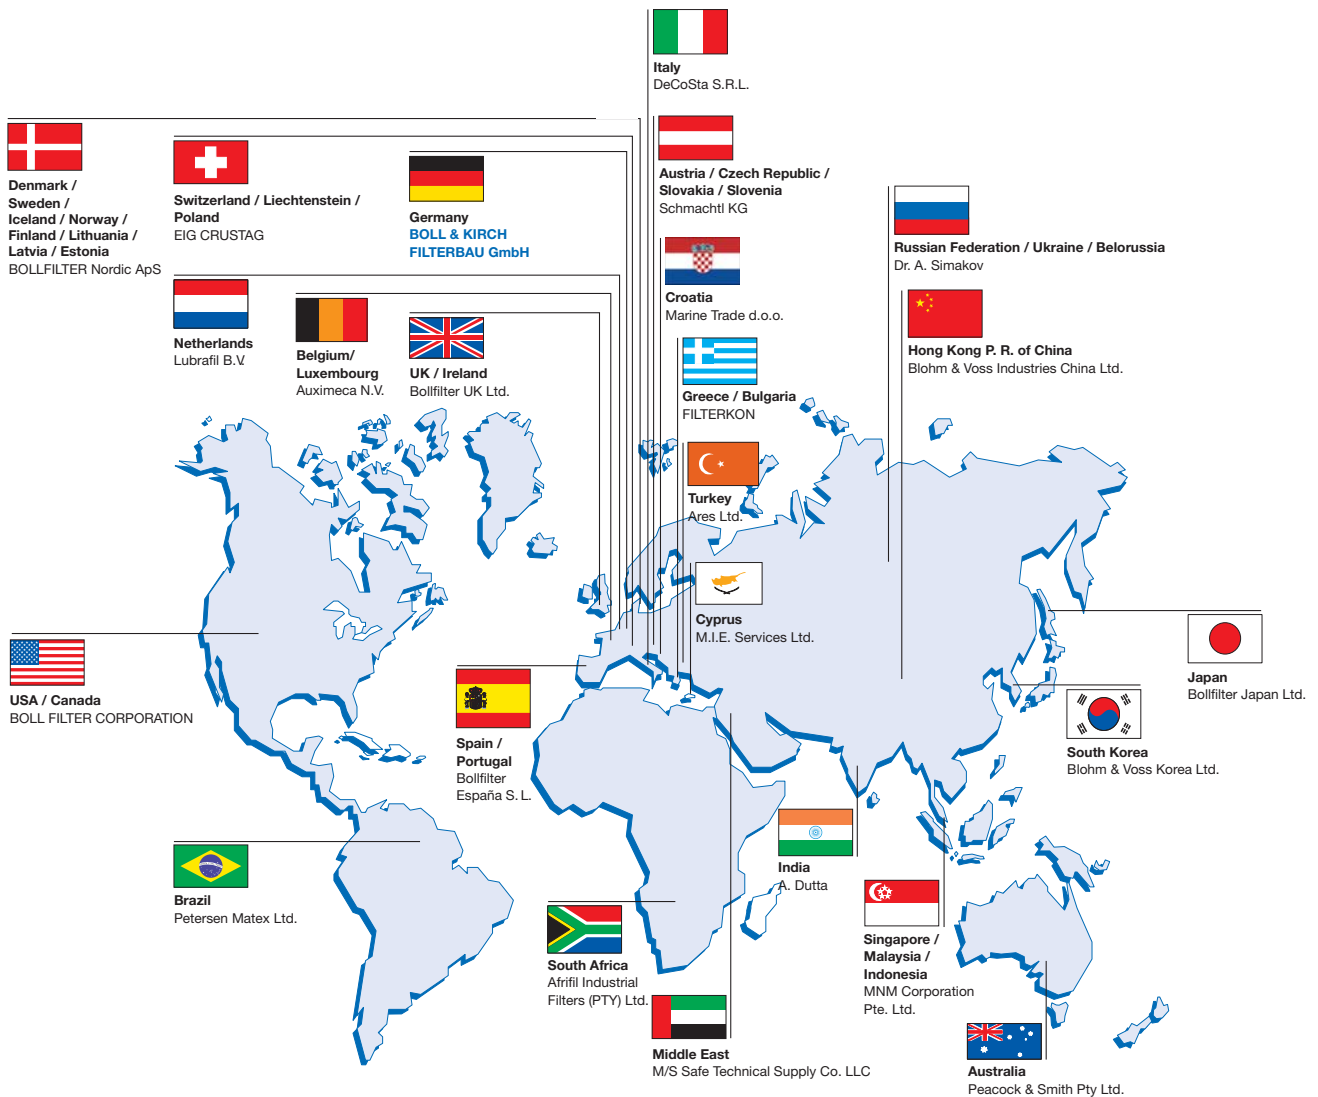 Italy
DeCoSta S.R.L.
Denmark /
Sweden /
Iceland / Norway /
Finland / Lithuania /
Latvia / Estonia
BOLLFILTER Nordic ApS
Switzerland / Liechtenstein /
Poland
EIG CRUSTAG
Germany
BOLL & KIRCH
FILTERBAU GmbH
Austria / Czech Republic /
Slovakia / Slovenia
Schmachtl KG
Russian Federation / Ukraine / Belorussia
Dr. A. Simakov
Croatia
Marine Trade d.o.o.
Netherlands
Lubrafil B.V.
Belgium/
Luxembourg
Auximeca N.V.
UK / Ireland
Bollfilter UK Ltd.
Hong Kong P. R. of China
Blohm & Voss Industries China Ltd.
Greece / Bulgaria
FILTERKON
Turkey
Ares Ltd.
Cyprus
M.I.E. Services Ltd.
USA / Canada
BOLL FILTER CORPORATION
Spain /
Portugal
Bollfilter
España S. L.
Japan
Bollfilter Japan Ltd.
South Korea
Blohm & Voss Korea Ltd.
Brazil
Petersen Matex Ltd.
India
A. Dutta
South Africa
Afrifil Industrial
Filters (PTY) Ltd.
Singapore /
Malaysia /
Indonesia
MNM Corporation
Pte. Ltd.
Middle East
M/S Safe Technical Supply Co. LLC
Australia
Peacock & Smith Pty Ltd.